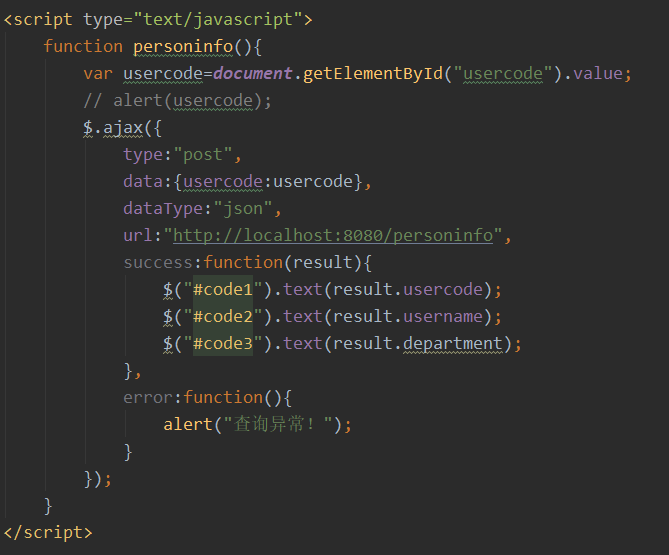 <script type="text/javascript">
    function personinfo(){
        var usercode=document.getElementById("usercode").value;
        // alert(usercode);
        $.ajax({
            type:"post",
            data:{usercode:usercode},
            dataType:"json",
            url:"http://localhost:8080/personinfo",
            success:function(result){
                $("#code1").text(result.usercode);
                $("#code2").text(result.username);
                $("#code3").text(result.department);
            },
            error:function(){
                alert("查询异常！");
            }
        });
    }
</script>